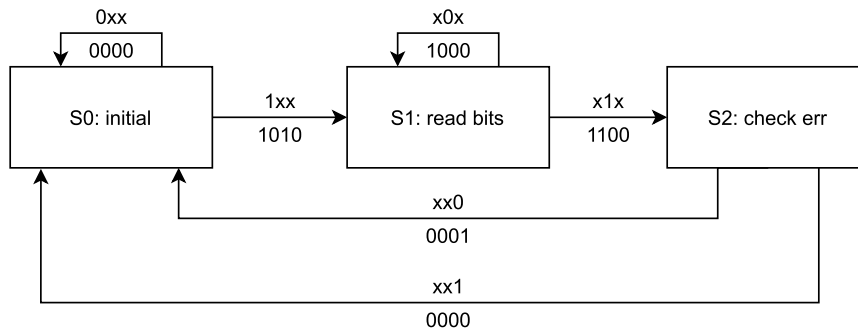 0xx
0000
x0x
1000
S0: initial
1xx
1010
S1: read bits
x1x
1100
S2: check err
xx0
0001
xx1
0000